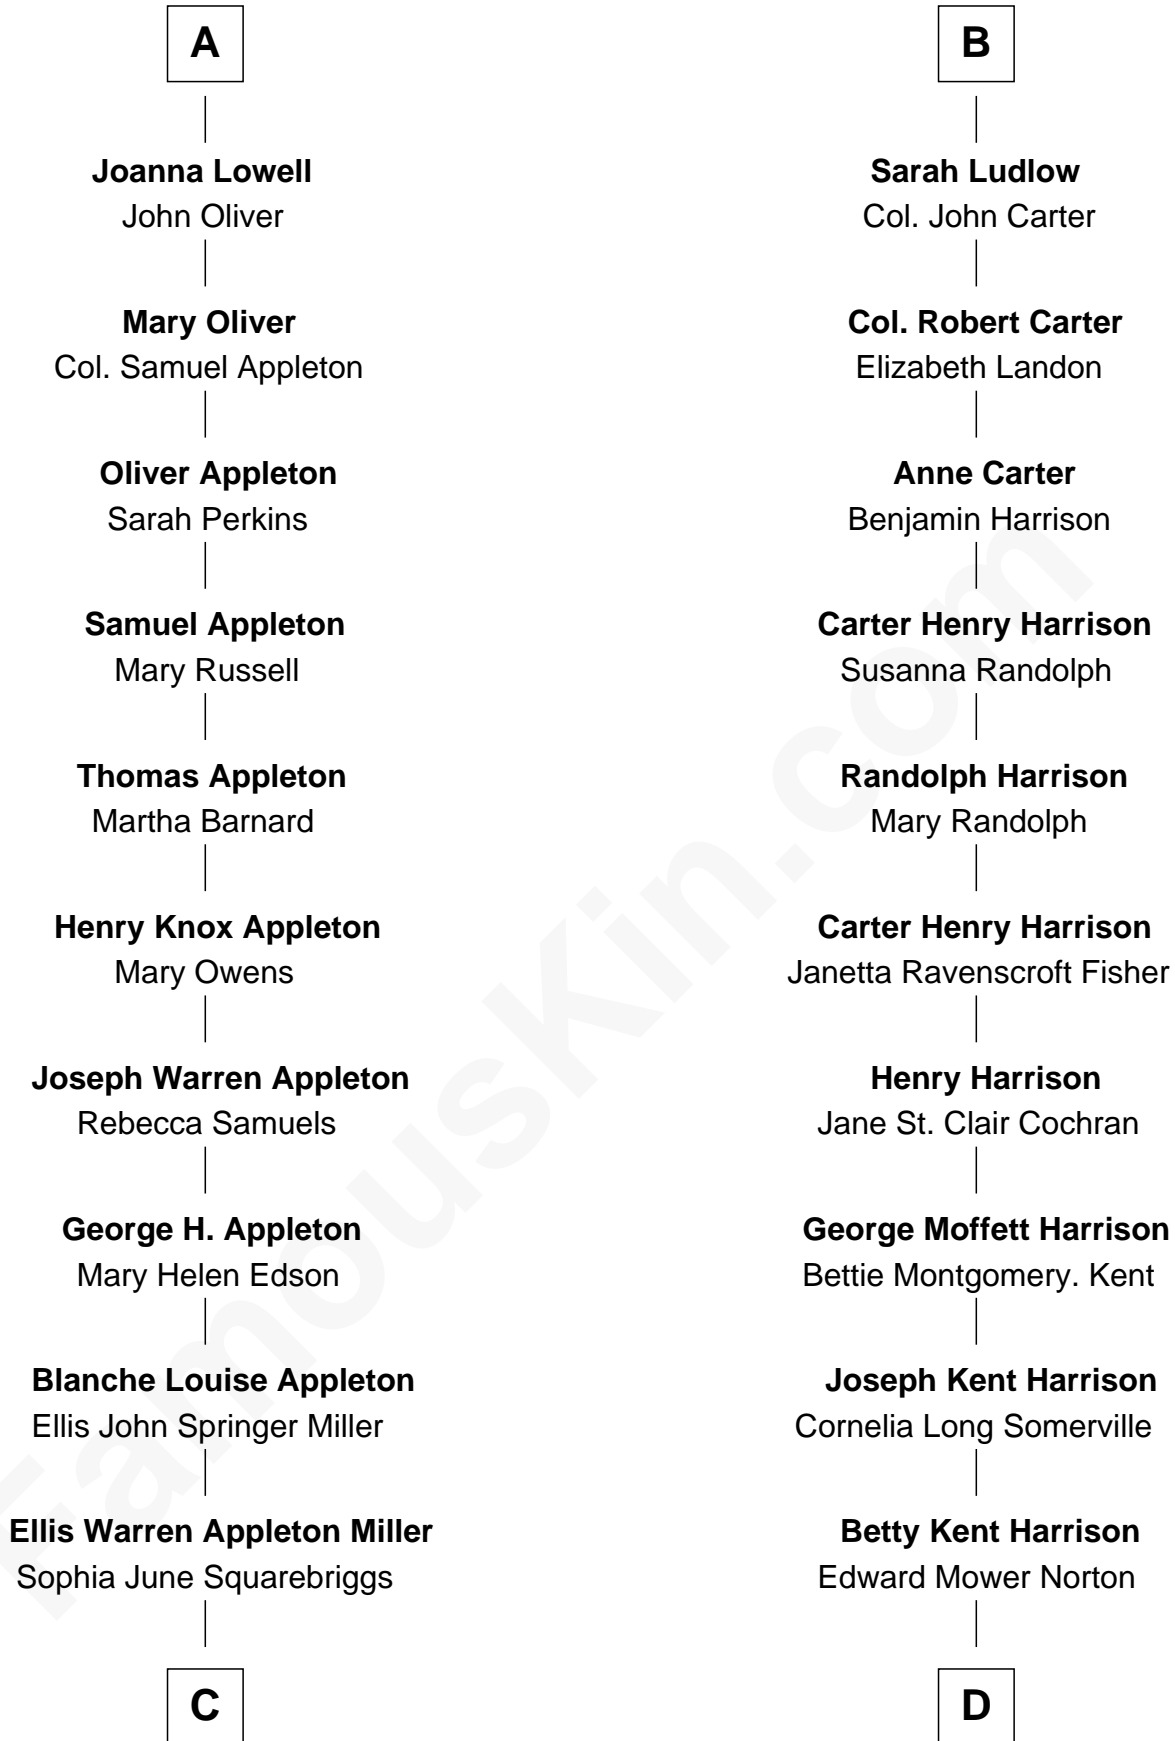 A
Joanna Lowell
John Oliver
Mary Oliver
Col. Samuel Appleton
Oliver Appleton
Sarah Perkins
Samuel Appleton
Mary Russell
Thomas Appleton
Martha Barnard
Henry Knox Appleton
Mary Owens
Joseph Warren Appleton
Rebecca Samuels
George H. Appleton
Mary Helen Edson
Blanche Louise Appleton
Ellis John Springer Miller
Ellis Warren Appleton Miller
Sophia June Squarebriggs
C
B
Sarah Ludlow
Col. John Carter
Col. Robert Carter
Elizabeth Landon
Anne Carter
Benjamin Harrison
Carter Henry Harrison
Susanna Randolph
Randolph Harrison
Mary Randolph
Carter Henry Harrison
Janetta Ravenscroft Fisher
Henry Harrison
Jane St. Clair Cochran
George Moffett Harrison
Bettie Montgomery. Kent
Joseph Kent Harrison
Cornelia Long Somerville
Betty Kent Harrison
Edward Mower Norton
D
FamousKin.com